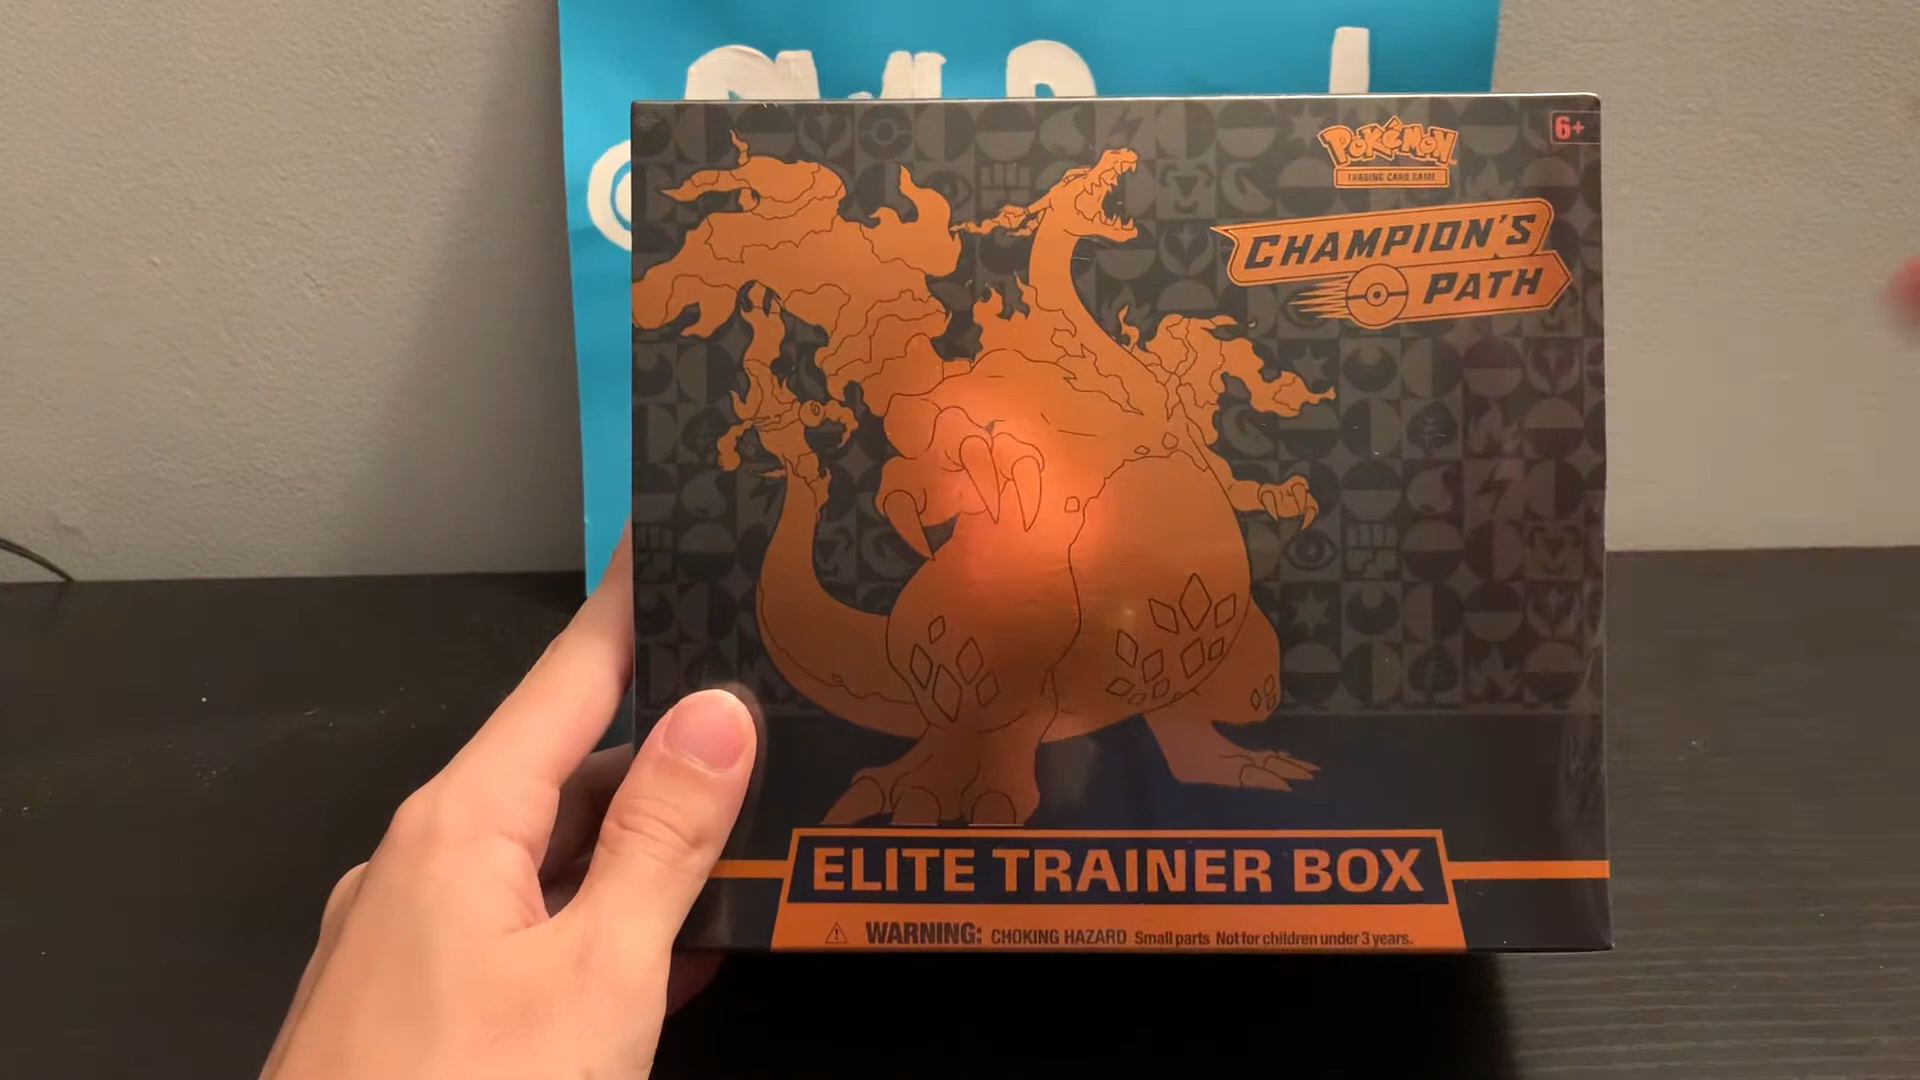 6+
POKéMON
TRADING CARD GAME
CHAMPION'S
PATH
ELITE TRAINER BOX
WARNING: CHOKING HAZARD Small parts Not for children under 3 years.